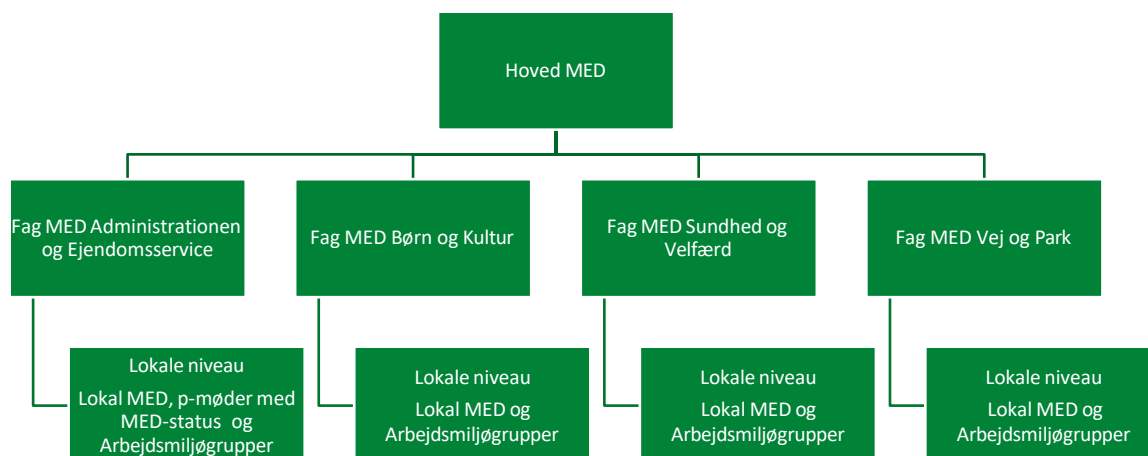 Hoved MED
Fag MED Administrationen
og Ejendomsservice
Fag MED Børn og Kultur
Fag MED Sundhed og
Velfærd
Fag MED Vej og Park
Lokale niveau
Lokal MED, p-møder med
MED-status og
Arbejdsmiljøgrupper
Lokale niveau
Lokal MED og
Arbejdsmiljøgrupper
Lokale niveau
Lokal MED og
Arbejdsmiljøgrupper
Lokale niveau
Lokal MED og
Arbejdsmiljøgrupper